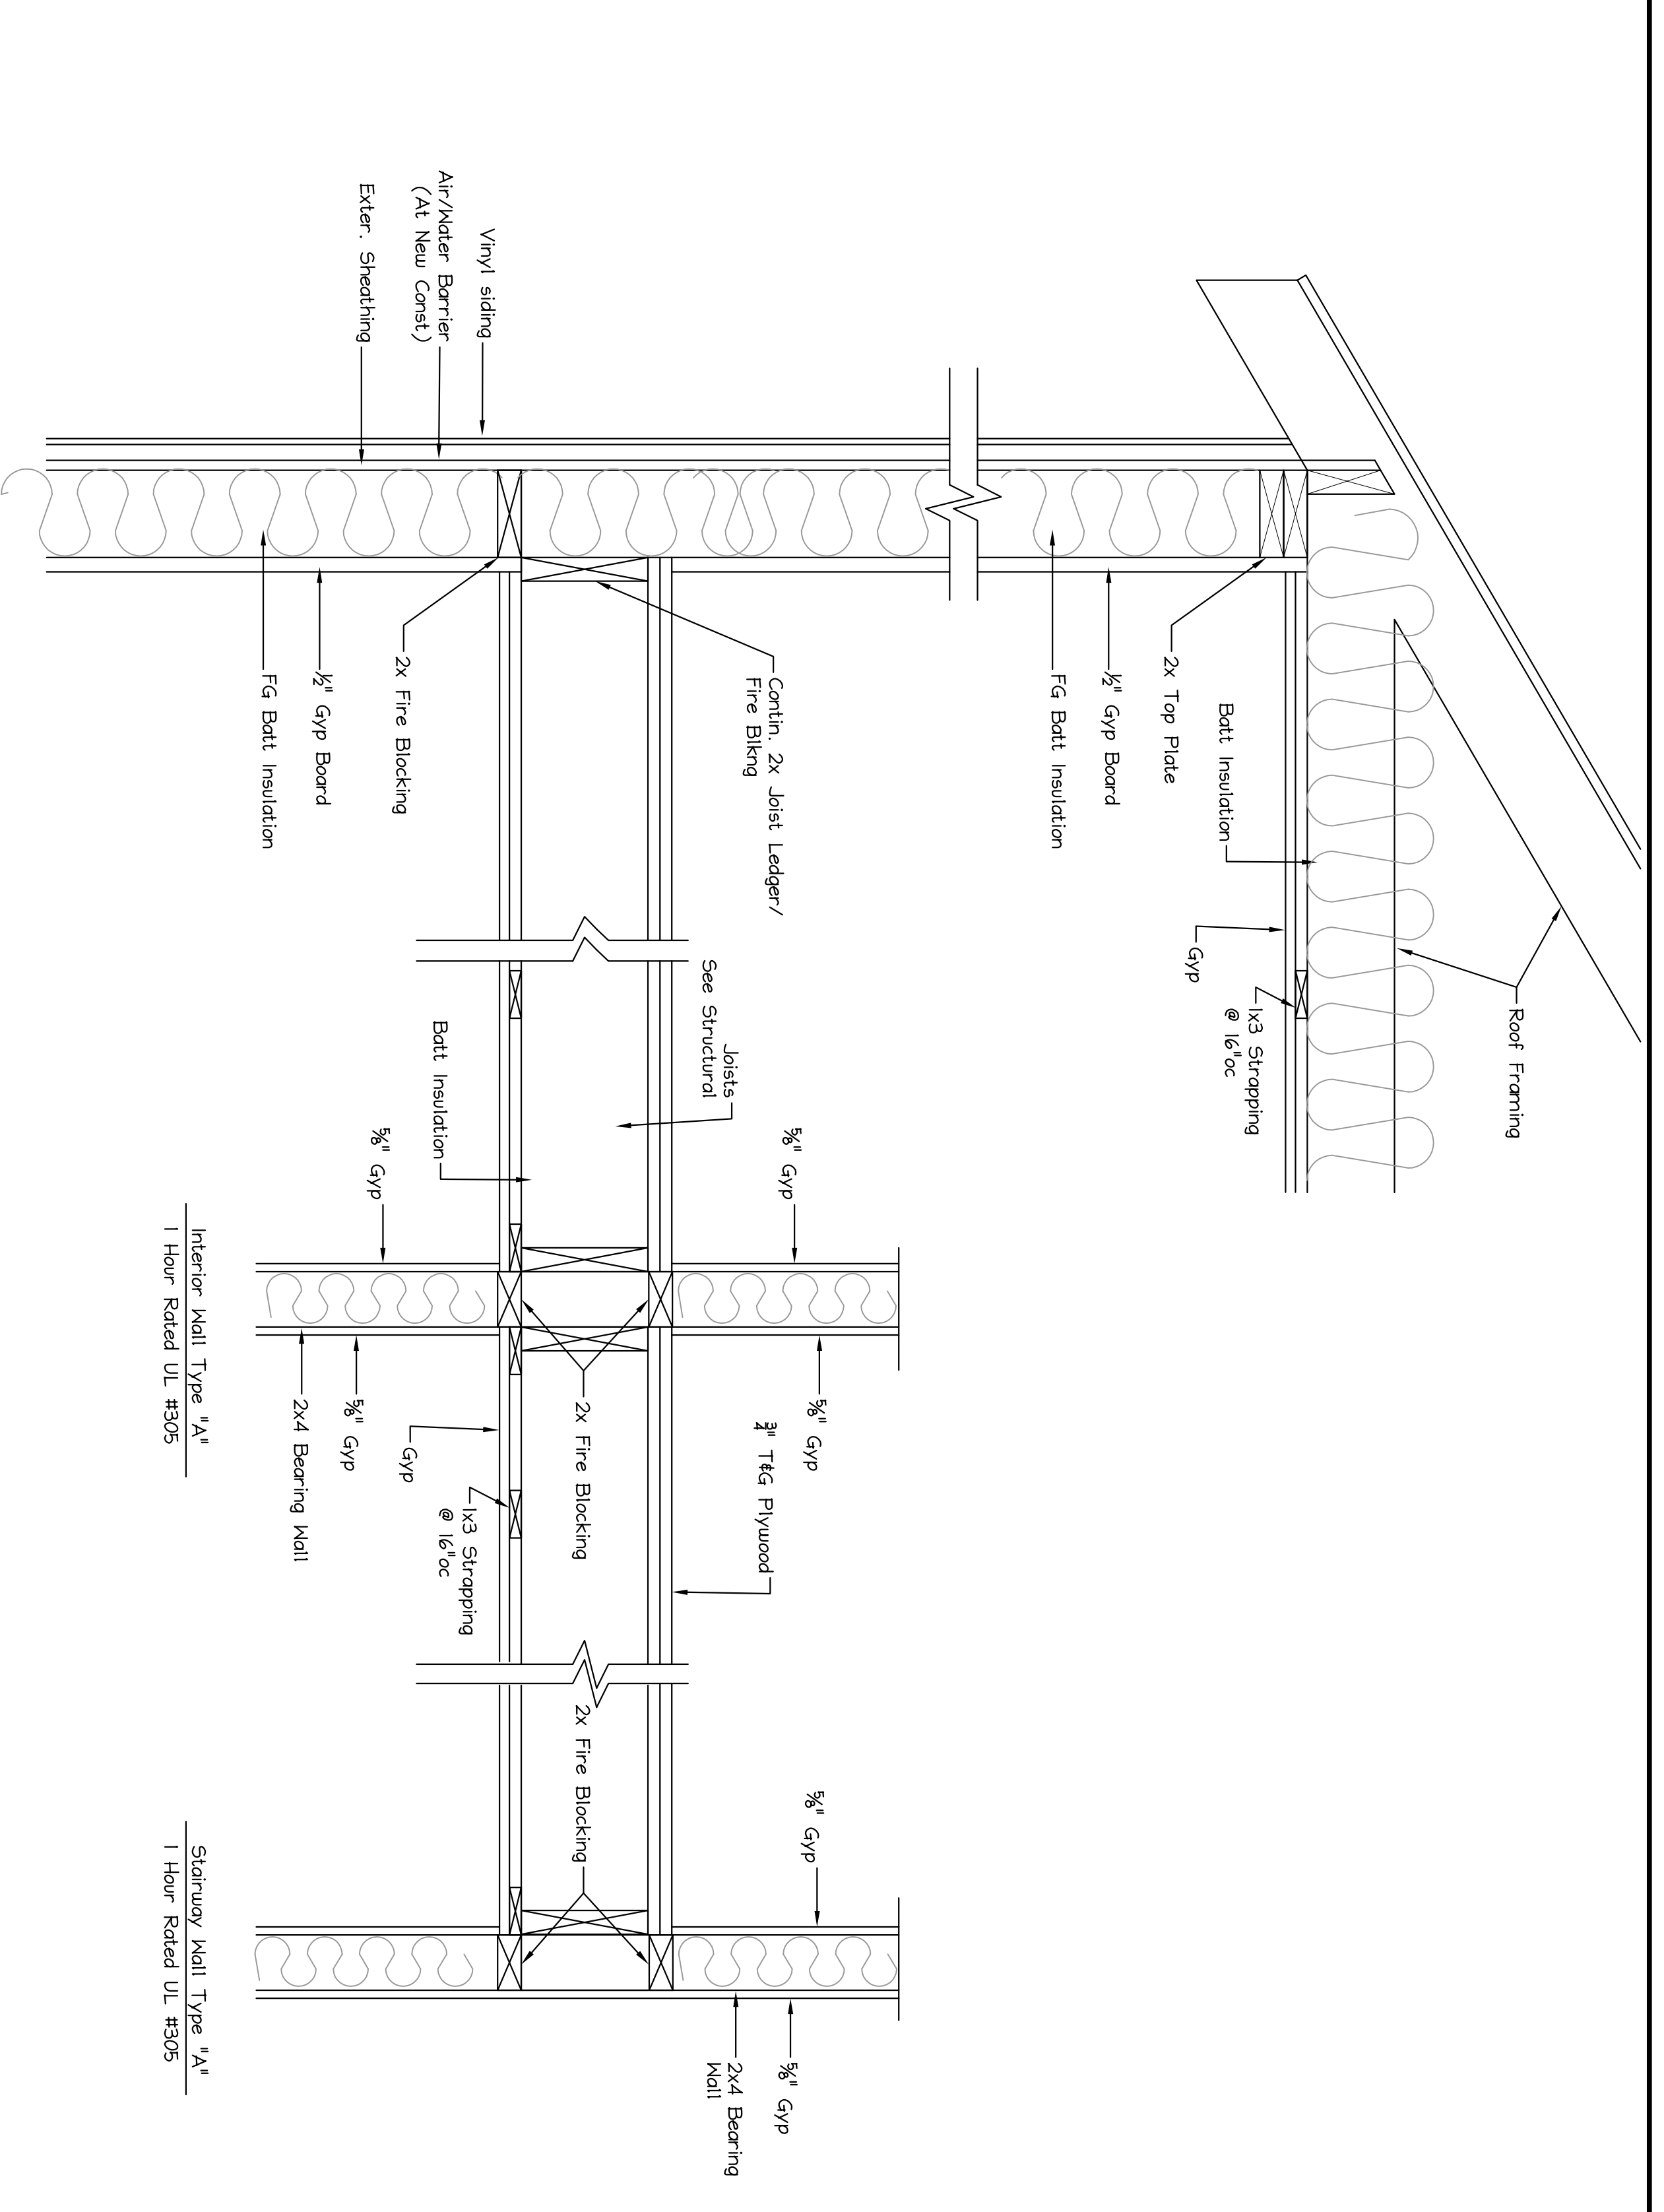 Roof Framing
1x3 Strapping
@ 16"oc
Gyp
Batt Insulation
2x Top Plate
½" Gyp Board
FG Batt Insulation
Contin. 2x Joist Ledger/
Fire Blkng
Joists
See Structural
⅝" Gyp
⅝" Gyp
¾" T&G Plywood
⅝" Gyp
⅝" Gyp
2x4 Bearing
Wall
2x Fire Blocking
2x Fire Blocking
Vinyl siding
Air/Water Barrier
(At New Const.)
Exter. Sheathing
2x Fire Blocking
½" Gyp Board
FG Batt Insulation
Batt Insulation
⅝" Gyp
1x3 Strapping
@ 16"oc
Gyp
⅝" Gyp
2x4 Bearing Wall
Interior Wall Type "A"
1 Hour Rated UL #305
Stairway Wall Type "A"
1 Hour Rated UL #305